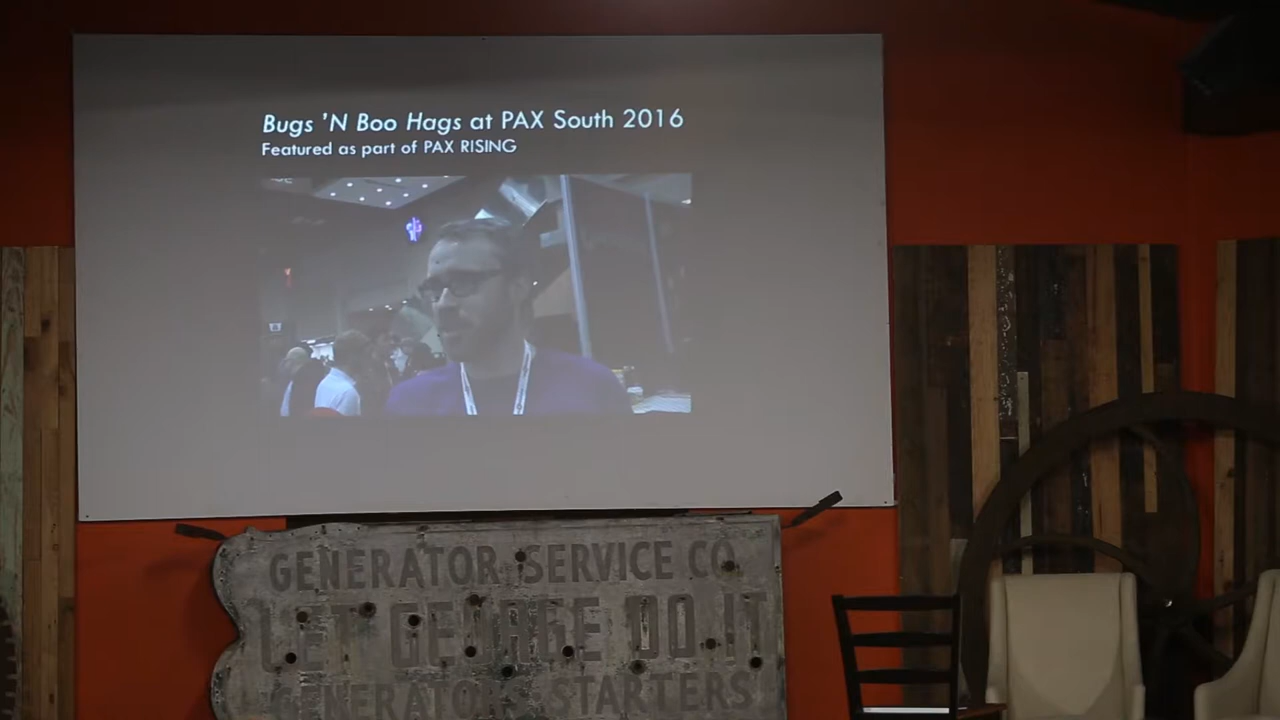 Bugs 'N Boo Hags at PAX South 2016
Featured as part of PAX RISING
GENERATOR SERVICE CO.
LET GEORGE DO IT
GENERATORS STARTERS